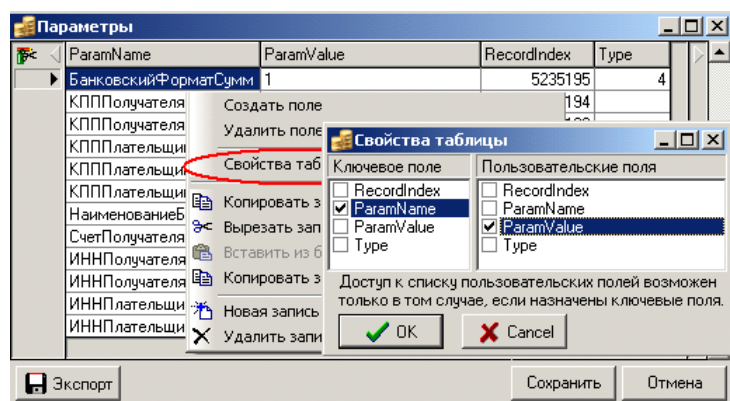 Параметры
ParamName ParamValue RecordIndex Type
БанковскийФорматСумм 1 5235195 4
КПППолучателя Создать поле 194
КПППолучателя Удалить поле
КППплательщи
КППплательщи Свойства таб
КППплательщи Копировать з
НаименованиеБ Вырезать зап
СчетПолучателя Вставить из б
ИННПолучателя Копировать з
ИННПолучателя
ИННПлательщи Новая запись
ИННПлательщи Удалить запи
Свойства таблицы
Ключевое поле Пользовательские поля
RecordIndex RecordIndex
ParamName ParamName
ParamValue ParamValue
Type Type
Доступ к списку пользовательских полей возможен
только в том случае, если назначены ключевые поля.
OK Cancel
Экспорт Сохранить Отмена